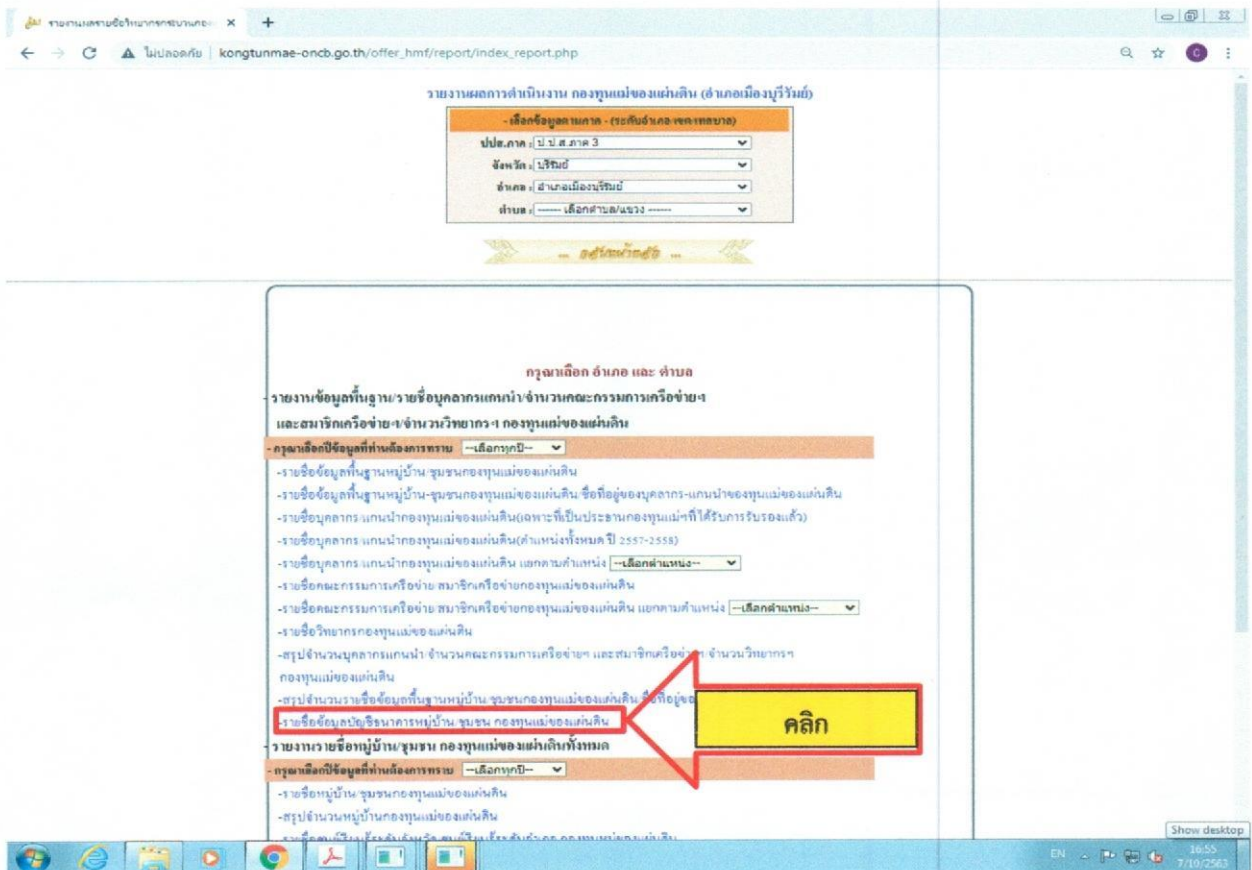 รายงานผลรายชื่อวิทยากรกระบวนกอง
ไม่ปลอดภัย kongtunmae-oncb.go.th/offer_hmf/report/index_report.php
รายงานผลการดำเนินงาน กองทุนแม่ของแผ่นดิน (อำเภอเมืองบุรีรัมย์)
- เลือกข้อมูลตามภาค - (ระดับอำเภอ/เขต/เทศบาล)
ปปส.ภาค : ป.ป.ส.ภาค 3
จังหวัด : บุรีรัมย์
อำเภอ : อำเภอเมืองบุรีรัมย์
ตำบล : ------ เลือกตำบล/แขวง ------
กรุณาเลือก อำเภอ และ ตำบล
- รายงานข้อมูลพื้นฐาน/รายชื่อบุคลากรแกนนำ/จำนวนคณะกรรมการเครือข่ายฯ
และสมาชิกเครือข่ายฯ/จำนวนวิทยากรฯ กองทุนแม่ของแผ่นดิน
- กรุณาเลือกปีข้อมูลที่ท่านต้องการทราบ --เลือกทุกปี--
-รายชื่อข้อมูลพื้นฐานหมู่บ้าน/ชุมชนกองทุนแม่ของแผ่นดิน
-รายชื่อข้อมูลพื้นฐานหมู่บ้าน-ชุมชนกองทุนแม่ของแผ่นดิน/ชื่อที่อยู่ของบุคลากร-แกนนำของทุนแม่ของแผ่นดิน
-รายชื่อบุคลากร/แกนนำกองทุนแม่ของแผ่นดิน(เฉพาะที่เป็นประธานกองทุนแม่ฯที่ได้รับการรับรองแล้ว)
-รายชื่อบุคลากร/แกนนำกองทุนแม่ของแผ่นดิน(ตำแหน่งทั้งหมด ปี 2557-2558)
-รายชื่อบุคลากร/แกนนำกองทุนแม่ของแผ่นดิน แยกตามตำแหน่ง --เลือกตำแหน่ง--
-รายชื่อคณะกรรมการเครือข่าย/สมาชิกเครือข่ายกองทุนแม่ของแผ่นดิน
-รายชื่อคณะกรรมการเครือข่าย/สมาชิกเครือข่ายกองทุนแม่ของแผ่นดิน แยกตามตำแหน่ง --เลือกตำแหน่ง--
-รายชื่อวิทยากรกองทุนแม่ของแผ่นดิน
-สรุปจำนวนบุคลากรแกนนำ/จำนวนคณะกรรมการเครือข่ายฯ และสมาชิกเครือข่ายฯ/จำนวนวิทยากรฯ
กองทุนแม่ของแผ่นดิน
-สรุปจำนวนรายชื่อข้อมูลพื้นฐานหมู่บ้าน/ชุมชนกองทุนแม่ของแผ่นดิน/ชื่อที่อยู่ขอ
-รายชื่อข้อมูลบัญชีธนาคารหมู่บ้าน/ชุมชน กองทุนแม่ของแผ่นดิน
คลิก
- รายงานรายชื่อหมู่บ้าน/ชุมชน กองทุนแม่ของแผ่นดินทั้งหมด
- กรุณาเลือกปีข้อมูลที่ท่านต้องการทราบ --เลือกทุกปี--
-รายชื่อหมู่บ้าน/ชุมชนกองทุนแม่ของแผ่นดิน
-สรุปจำนวนหมู่บ้านกองทุนแม่ของแผ่นดิน
Show desktop
EN
16:55
7/10/2563